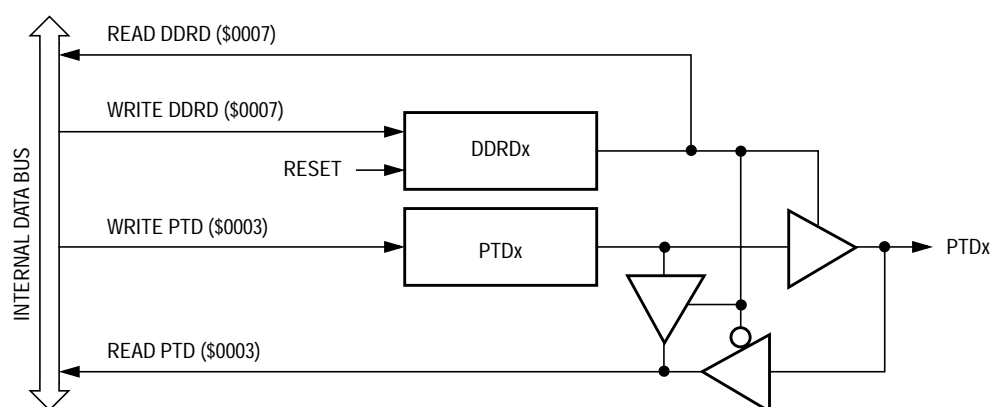 READ DDRD ($0007)
WRITE DDRD ($0007)
DDRDx
RESET
WRITE PTD ($0003)
PTDx
PTDx
READ PTD ($0003)
INTERNAL DATA BUS